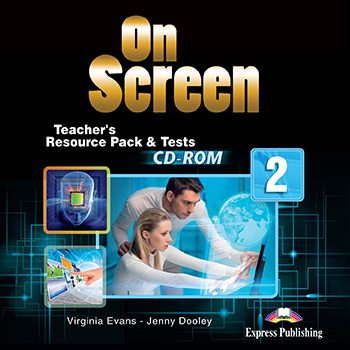 On
Screen
Teacher's
Resource Pack & Tests
CD-ROM
2
Virginia Evans - Jenny Dooley
Express Publishing